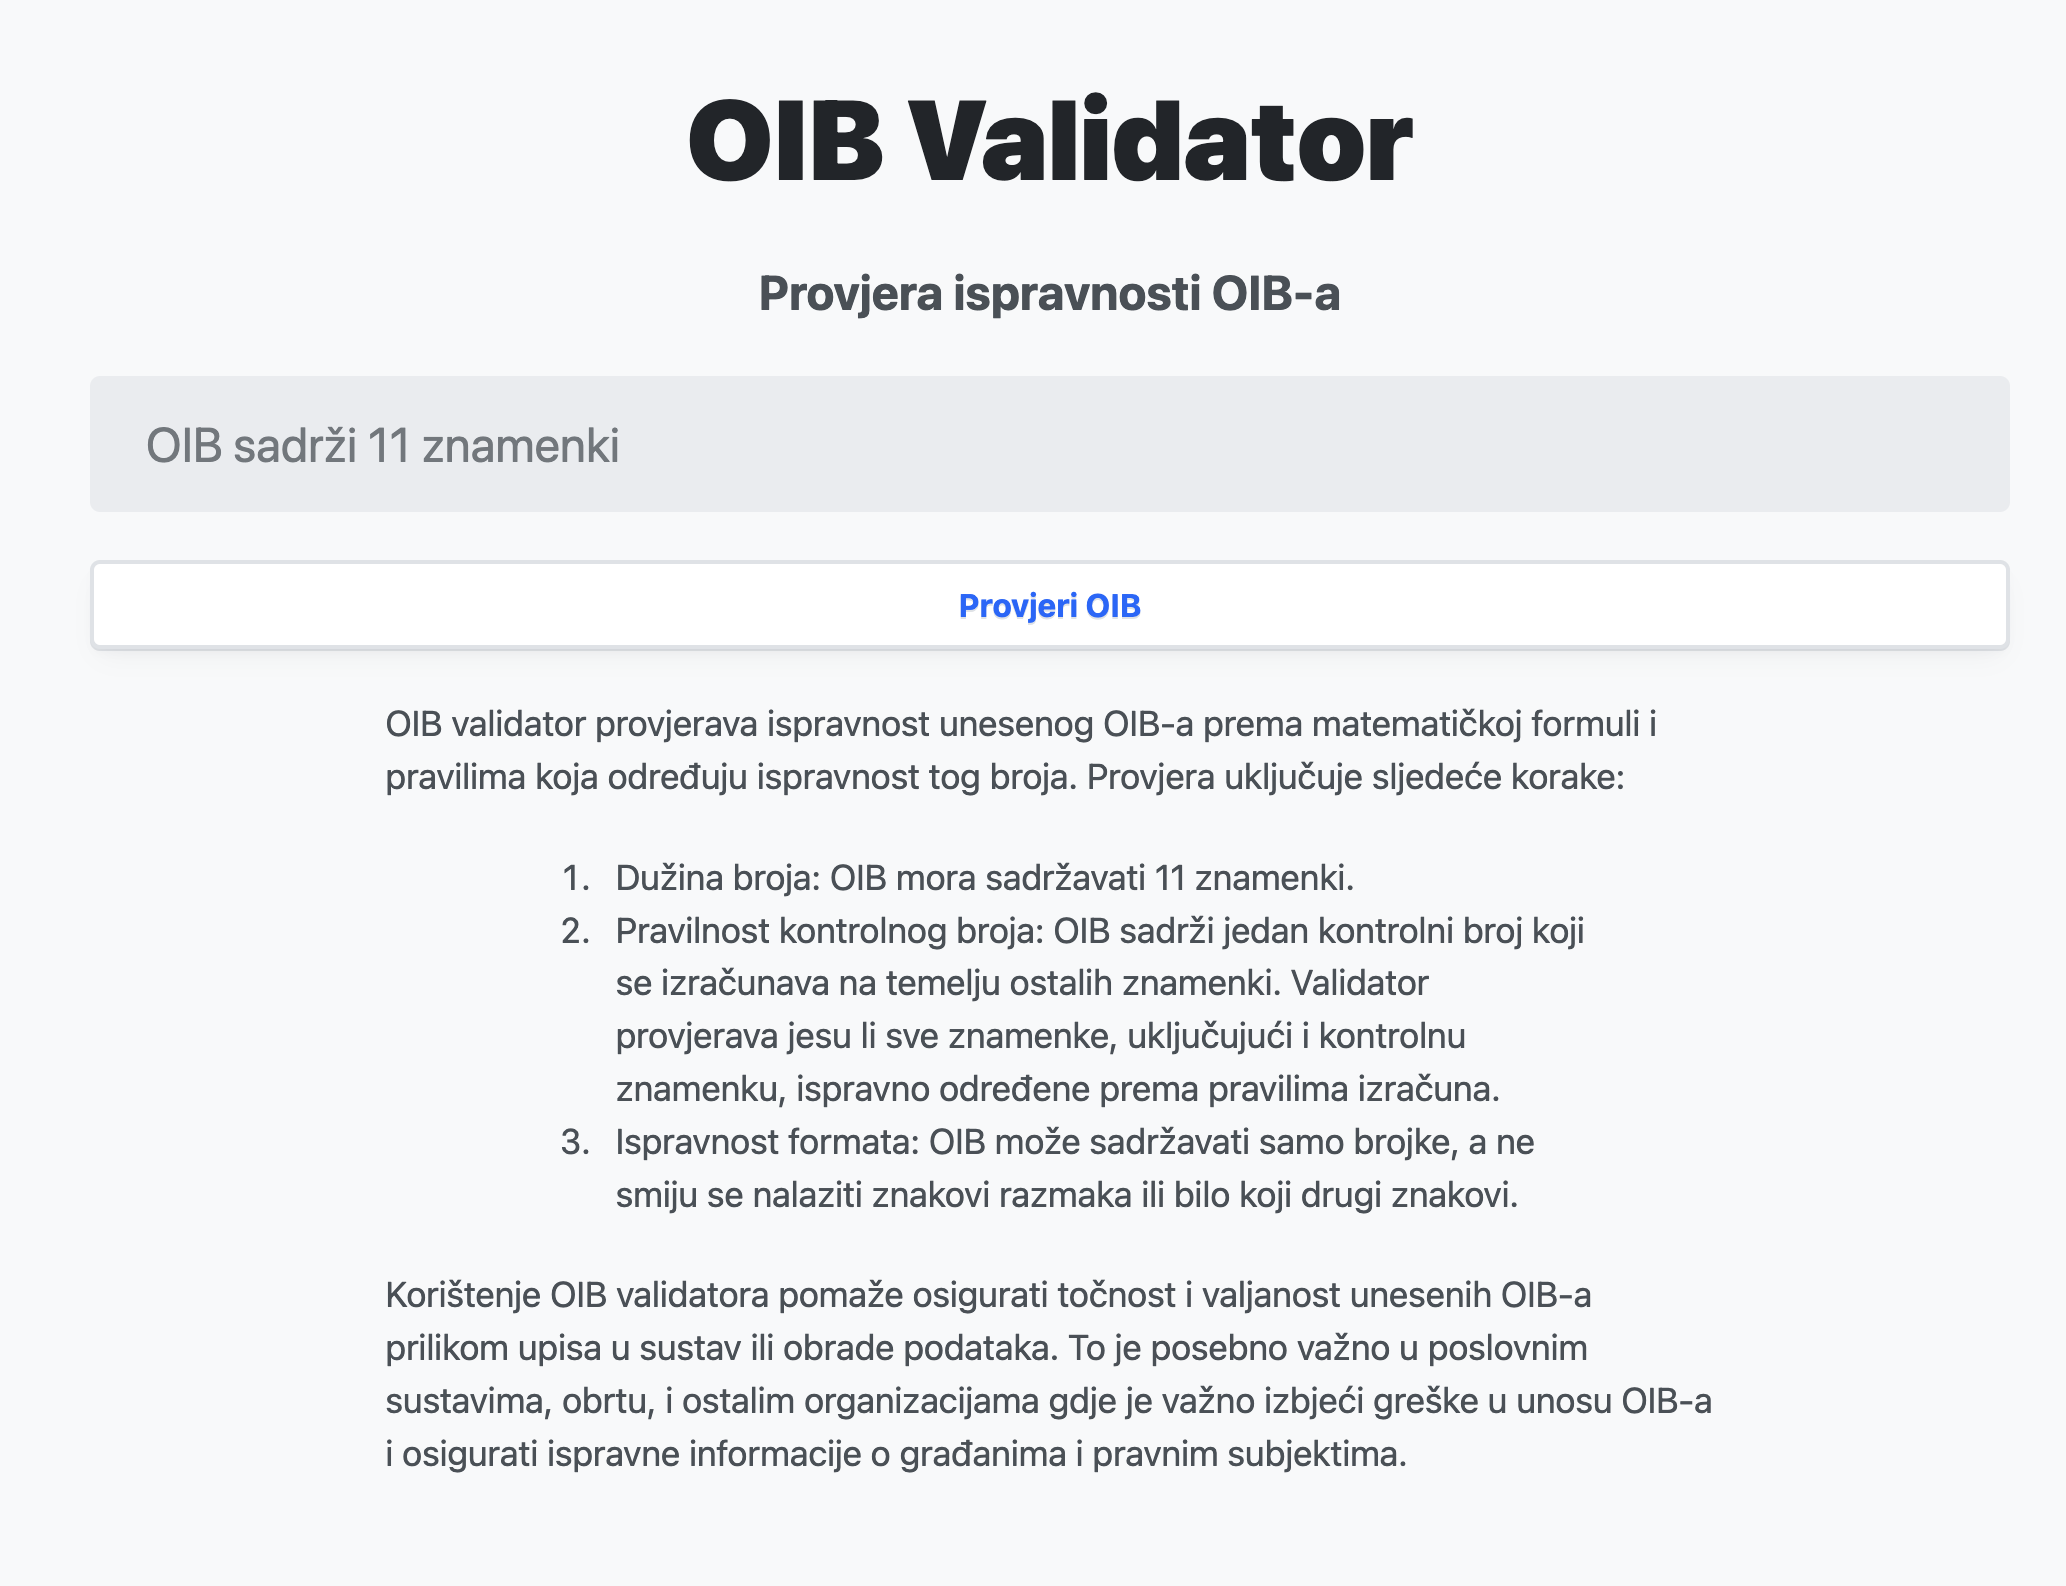 OIB Validator
Provjera ispravnosti OIB-a
OIB sadrži 11 znamenki
Provjeri OIB
OIB validator provjerava ispravnost unesenog OIB-a prema matematičkoj formuli i
pravilima koja određuju ispravnost tog broja. Provjera uključuje sljedeće korake:
1. Dužina broja: OIB mora sadržavati 11 znamenki.
2. Pravilnost kontrolnog broja: OIB sadrži jedan kontrolni broj koji
se izračunava na temelju ostalih znamenki. Validator
provjerava jesu li sve znamenke, uključujući i kontrolnu
znamenku, ispravno određene prema pravilima izračuna.
3. Ispravnost formata: OIB može sadržavati samo brojke, a ne
smiju se nalaziti znakovi razmaka ili bilo koji drugi znakovi.
Korištenje OIB validatora pomaže osigurati točnost i valjanost unesenih OIB-a
prilikom upisa u sustav ili obrade podataka. To je posebno važno u poslovnim
sustavima, obrtu, i ostalim organizacijama gdje je važno izbjeći greške u unosu OIB-a
i osigurati ispravne informacije o građanima i pravnim subjektima.